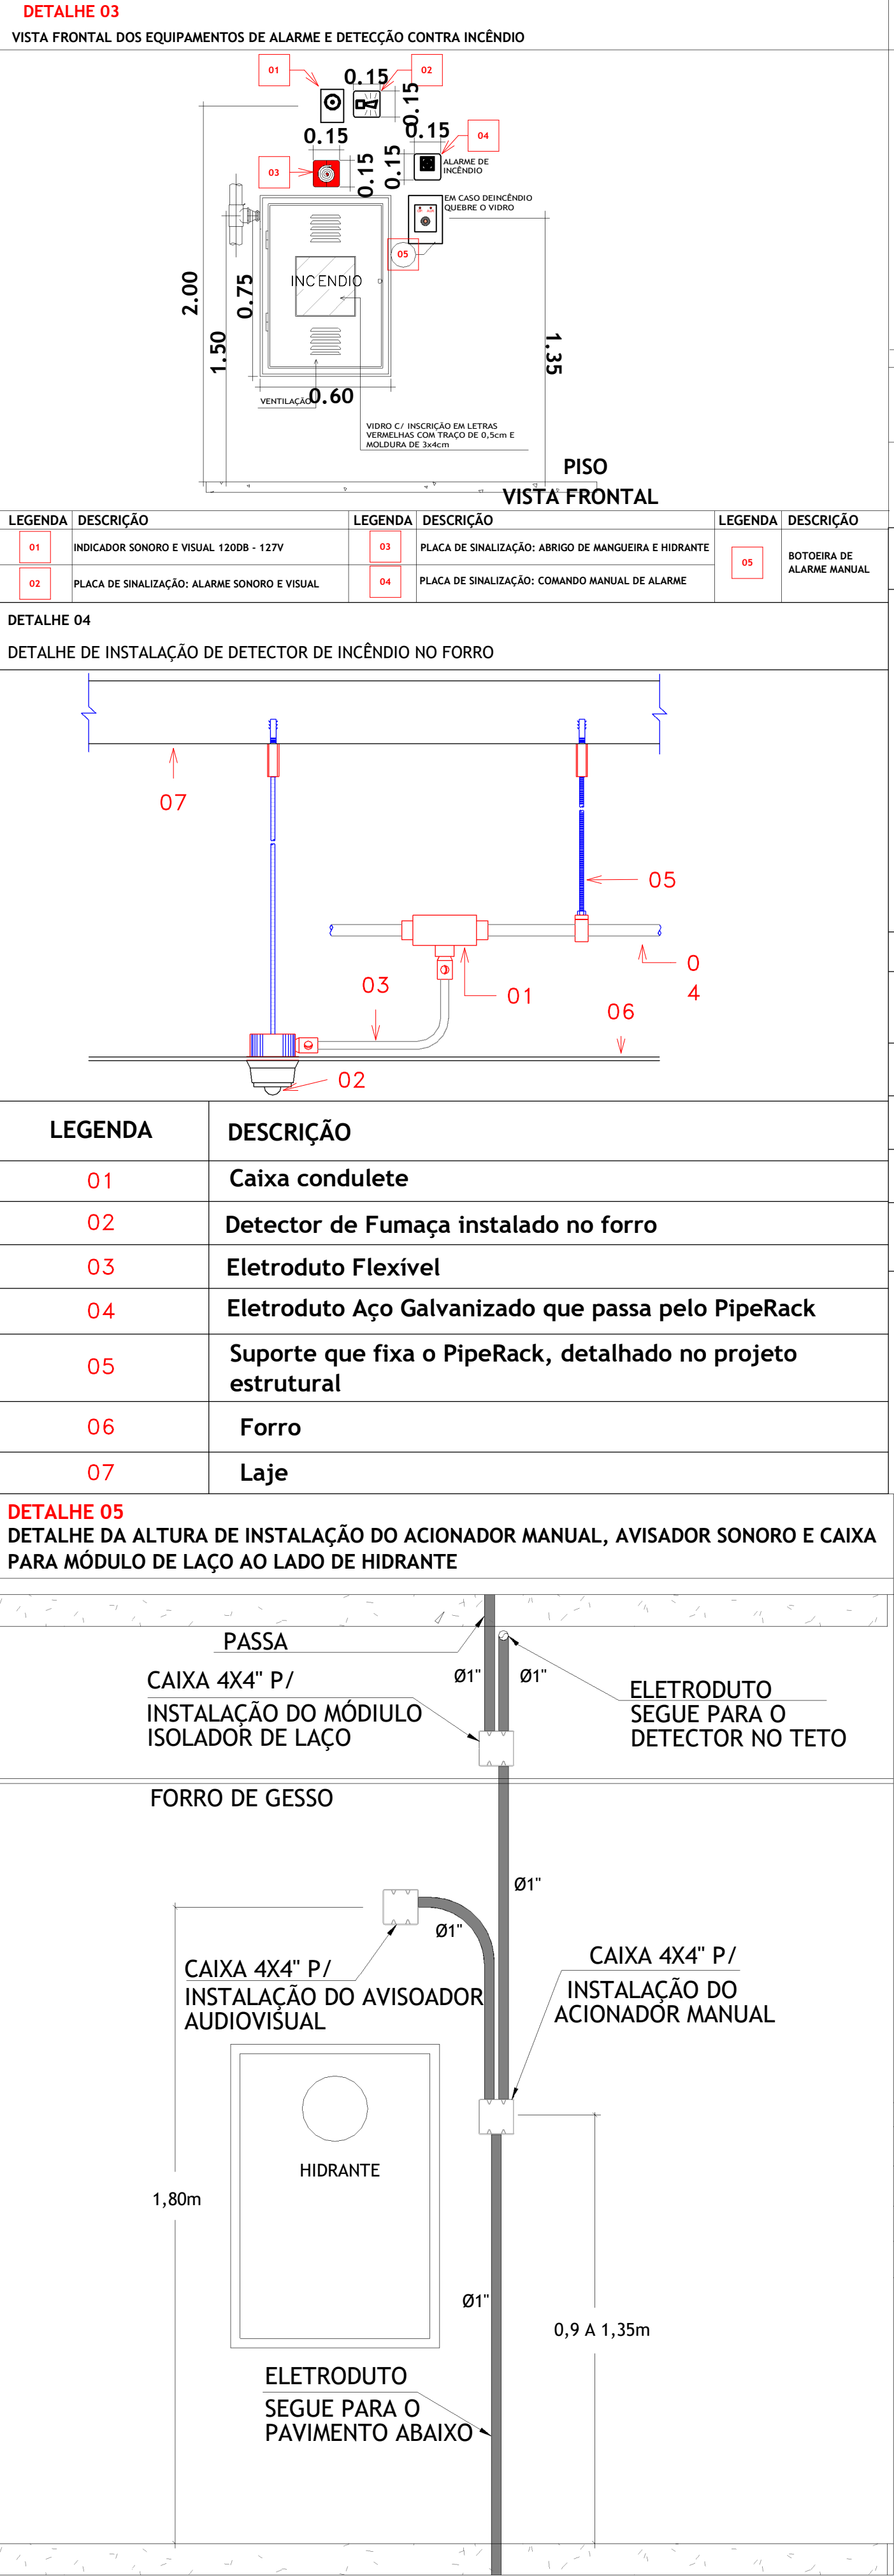 DETALHE 03
VISTA FRONTAL DOS EQUIPAMENTOS DE ALARME E DETECÇÃO CONTRA INCÊNDIO
01
0.15
02
0.15
0.15
0.15
04
03
0.15
0.15
ALARME DE
INCÊNDIO
EM CASO DEINCÊNDIO
QUEBRE O VIDRO
05
INCENDIO
2.00
0.75
1.50
1.35
VENTILAÇÃO
0.60
VIDRO C/ INSCRIÇÃO EM LETRAS
VERMELHAS COM TRAÇO DE 0,5cm E
MOLDURA DE 3x4cm
PISO
VISTA FRONTAL
LEGENDA DESCRIÇÃO LEGENDA DESCRIÇÃO LEGENDA DESCRIÇÃO
01 INDICADOR SONORO E VISUAL 120DB - 127V
03 PLACA DE SINALIZAÇÃO: ABRIGO DE MANGUEIRA E HIDRANTE
05 BOTOEIRA DE
ALARME MANUAL
02 PLACA DE SINALIZAÇÃO: ALARME SONORO E VISUAL
04 PLACA DE SINALIZAÇÃO: COMANDO MANUAL DE ALARME
DETALHE 04
DETALHE DE INSTALAÇÃO DE DETECTOR DE INCÊNDIO NO FORRO
07
05
0
4
03
01
06
02
LEGENDA DESCRIÇÃO
01 Caixa condulete
02 Detector de Fumaça instalado no forro
03 Eletroduto Flexível
04 Eletroduto Aço Galvanizado que passa pelo PipeRack
05 Suporte que fixa o PipeRack, detalhado no projeto
estrutural
06 Forro
07 Laje
DETALHE 05
DETALHE DA ALTURA DE INSTALAÇÃO DO ACIONADOR MANUAL, AVISADOR SONORO E CAIXA
PARA MÓDULO DE LAÇO AO LADO DE HIDRANTE
PASSA
Ø1" Ø1"
CAIXA 4X4" P/
INSTALAÇÃO DO MÓDIULO
ISOLADOR DE LAÇO
ELETRODUTO
SEGUE PARA O
DETECTOR NO TETO
FORRO DE GESSO
Ø1"
Ø1"
CAIXA 4X4" P/
INSTALAÇÃO DO AVISOADOR
AUDIOVISUAL
CAIXA 4X4" P/
INSTALAÇÃO DO
ACIONADOR MANUAL
HIDRANTE
1,80m
Ø1"
0,9 A 1,35m
ELETRODUTO
SEGUE PARA O
PAVIMENTO ABAIXO